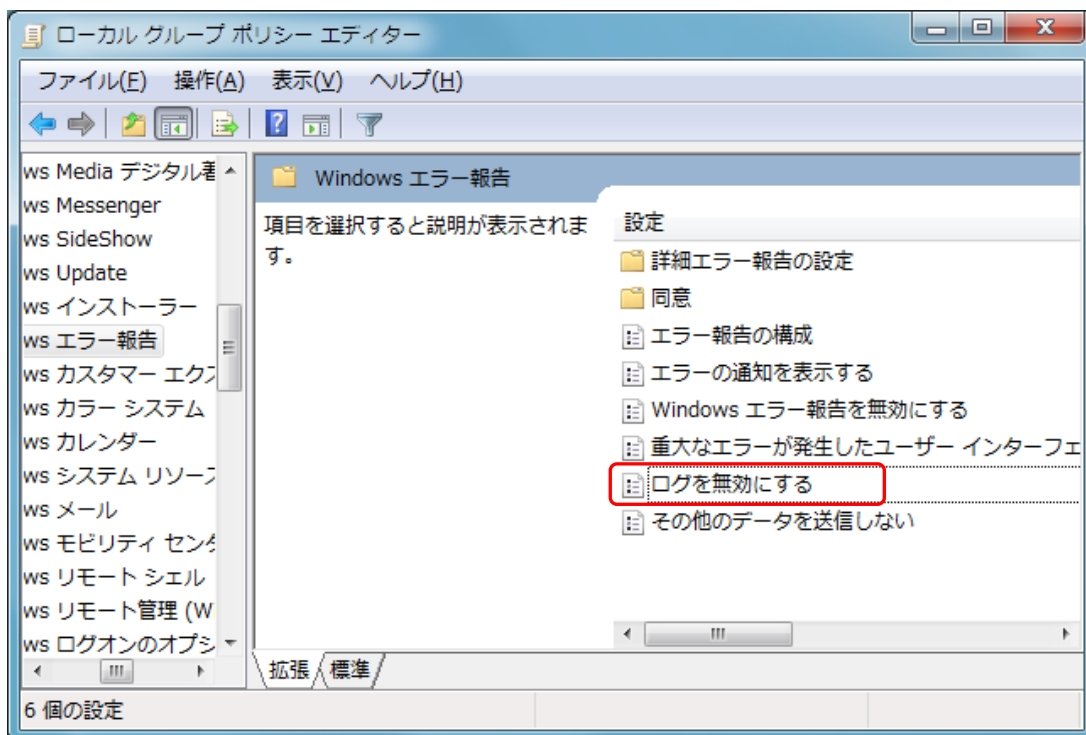 ローカル グループ ポリシー エディター
ファイル(F) 操作(A) 表示(V) ヘルプ(H)
ws Media デジタル著
ws Messenger
ws SideShow
ws Update
ws インストーラー
ws エラー報告
ws カスタマー エクス
ws カラー システム
ws カレンダー
ws システム リソース
ws メール
ws モビリティ センタ
ws リモート シェル
ws リモート管理 (W
ws ログオンのオプシ
Windows エラー報告
項目を選択すると説明が表示されま
す。
設定
詳細エラー報告の設定
同意
エラー報告の構成
エラーの通知を表示する
Windows エラー報告を無効にする
重大なエラーが発生したユーザー インターフェ
ログを無効にする
その他のデータを送信しない
拡張 標準
6 個の設定